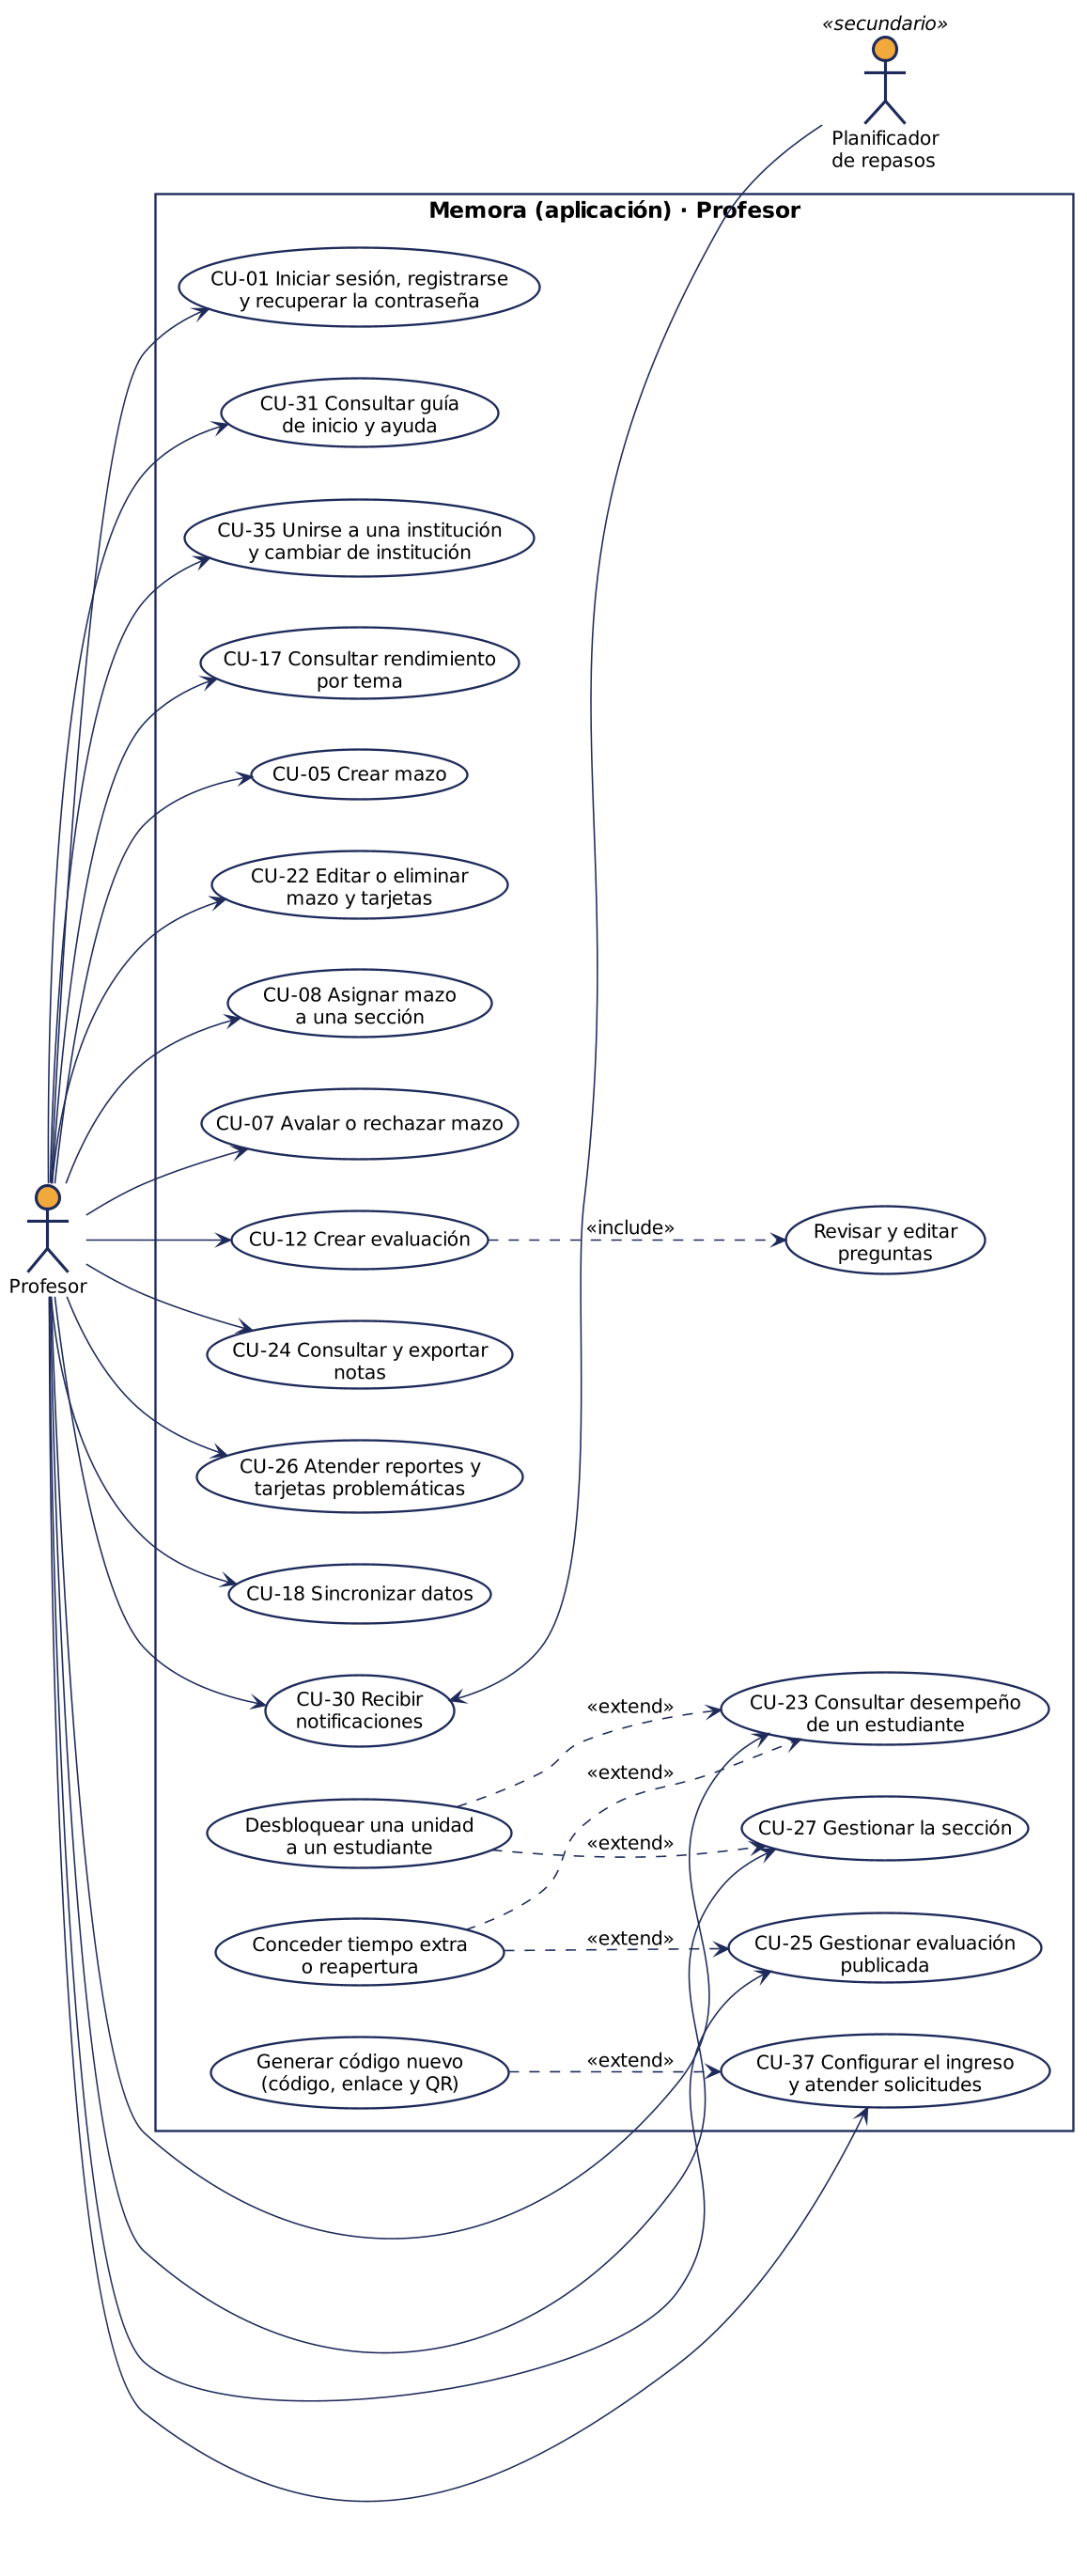 «secundario»
Planificador
de repasos
Memora (aplicación) · Profesor
CU-01 Iniciar sesión, registrarse
y recuperar la contraseña
CU-31 Consultar guía
de inicio y ayuda
CU-35 Unirse a una institución
y cambiar de institución
CU-17 Consultar rendimiento
por tema
CU-05 Crear mazo
CU-22 Editar o eliminar
mazo y tarjetas
CU-08 Asignar mazo
a una sección
CU-07 Avalar o rechazar mazo
Profesor
CU-12 Crear evaluación
«include»
Revisar y editar
preguntas
CU-24 Consultar y exportar
notas
CU-26 Atender reportes y
tarjetas problemáticas
CU-18 Sincronizar datos
CU-30 Recibir
notificaciones
«extend»
CU-23 Consultar desempeño
de un estudiante
«extend»
Desbloquear una unidad
a un estudiante
«extend»
CU-27 Gestionar la sección
Conceder tiempo extra
o reapertura
«extend»
CU-25 Gestionar evaluación
publicada
Generar código nuevo
(código, enlace y QR)
«extend»
CU-37 Configurar el ingreso
y atender solicitudes